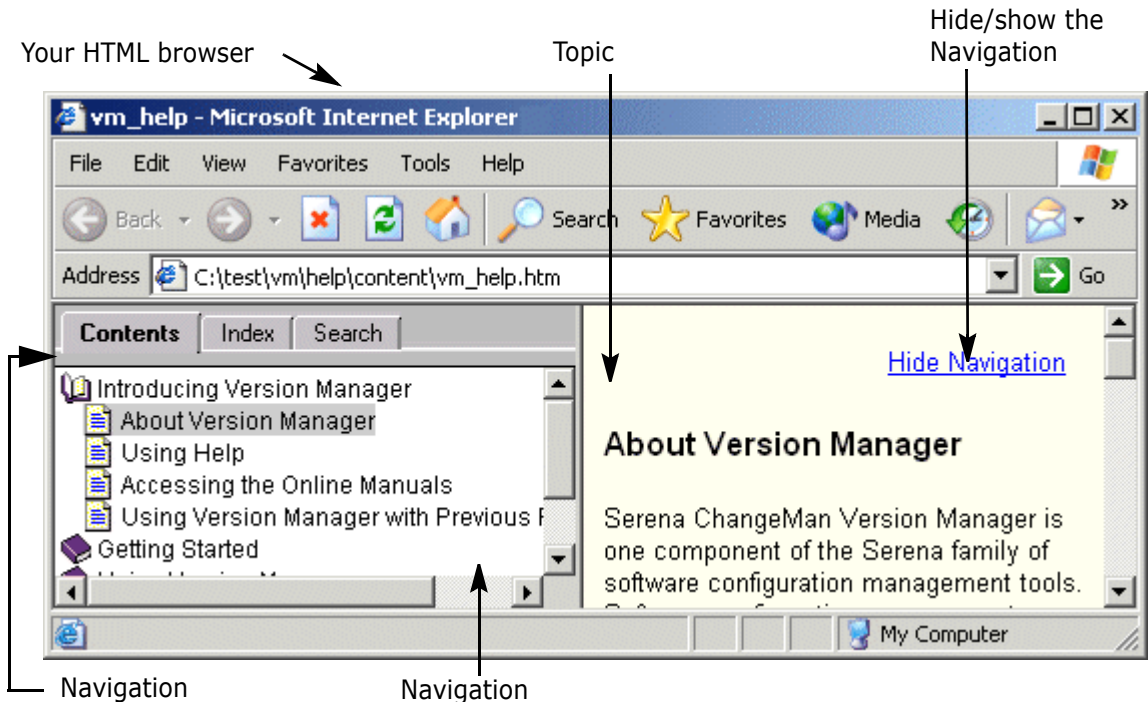 Hide/show the
Navigation
Your HTML browser
Topic
vm_help - Microsoft Internet Explorer
File Edit View Favorites Tools Help
Back Search Favorites Media »
Address C:\test\vm\help\content\vm_help.htm Go
Contents Index Search
Hide Navigation
Introducing Version Manager
About Version Manager
Using Help
Accessing the Online Manuals
Using Version Manager with Previous
Getting Started
About Version Manager
Serena ChangeMan Version Manager is
one component of the Serena family of
software configuration management tools.
My Computer
Navigation
Navigation